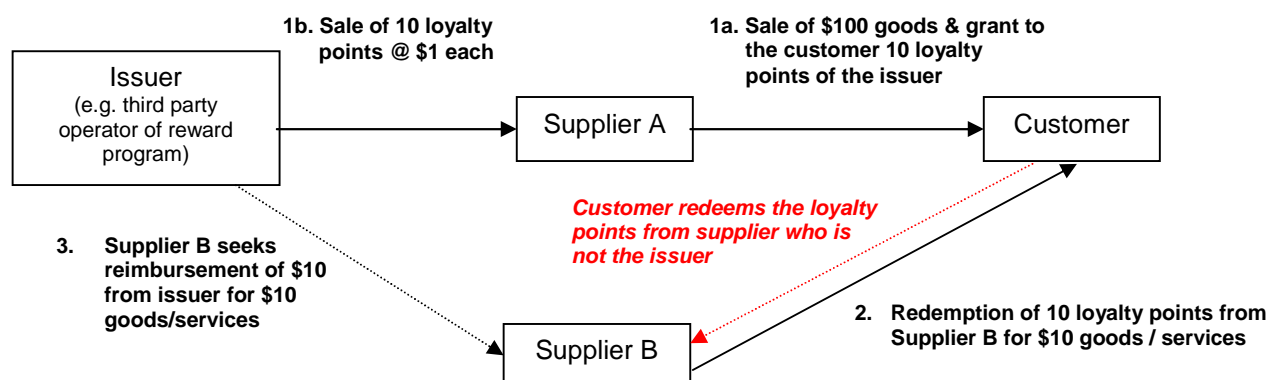 1b. Sale of 10 loyalty
points @ $1 each
1a. Sale of $100 goods & grant to
the customer 10 loyalty
points of the issuer
Issuer
(e.g. third party
operator of reward
program)
Supplier A
Customer
Customer redeems the loyalty
points from supplier who is
not the issuer
3. Supplier B seeks
reimbursement of $10
from issuer for $10
goods/services
2. Redemption of 10 loyalty points from
Supplier B for $10 goods / services
Supplier B